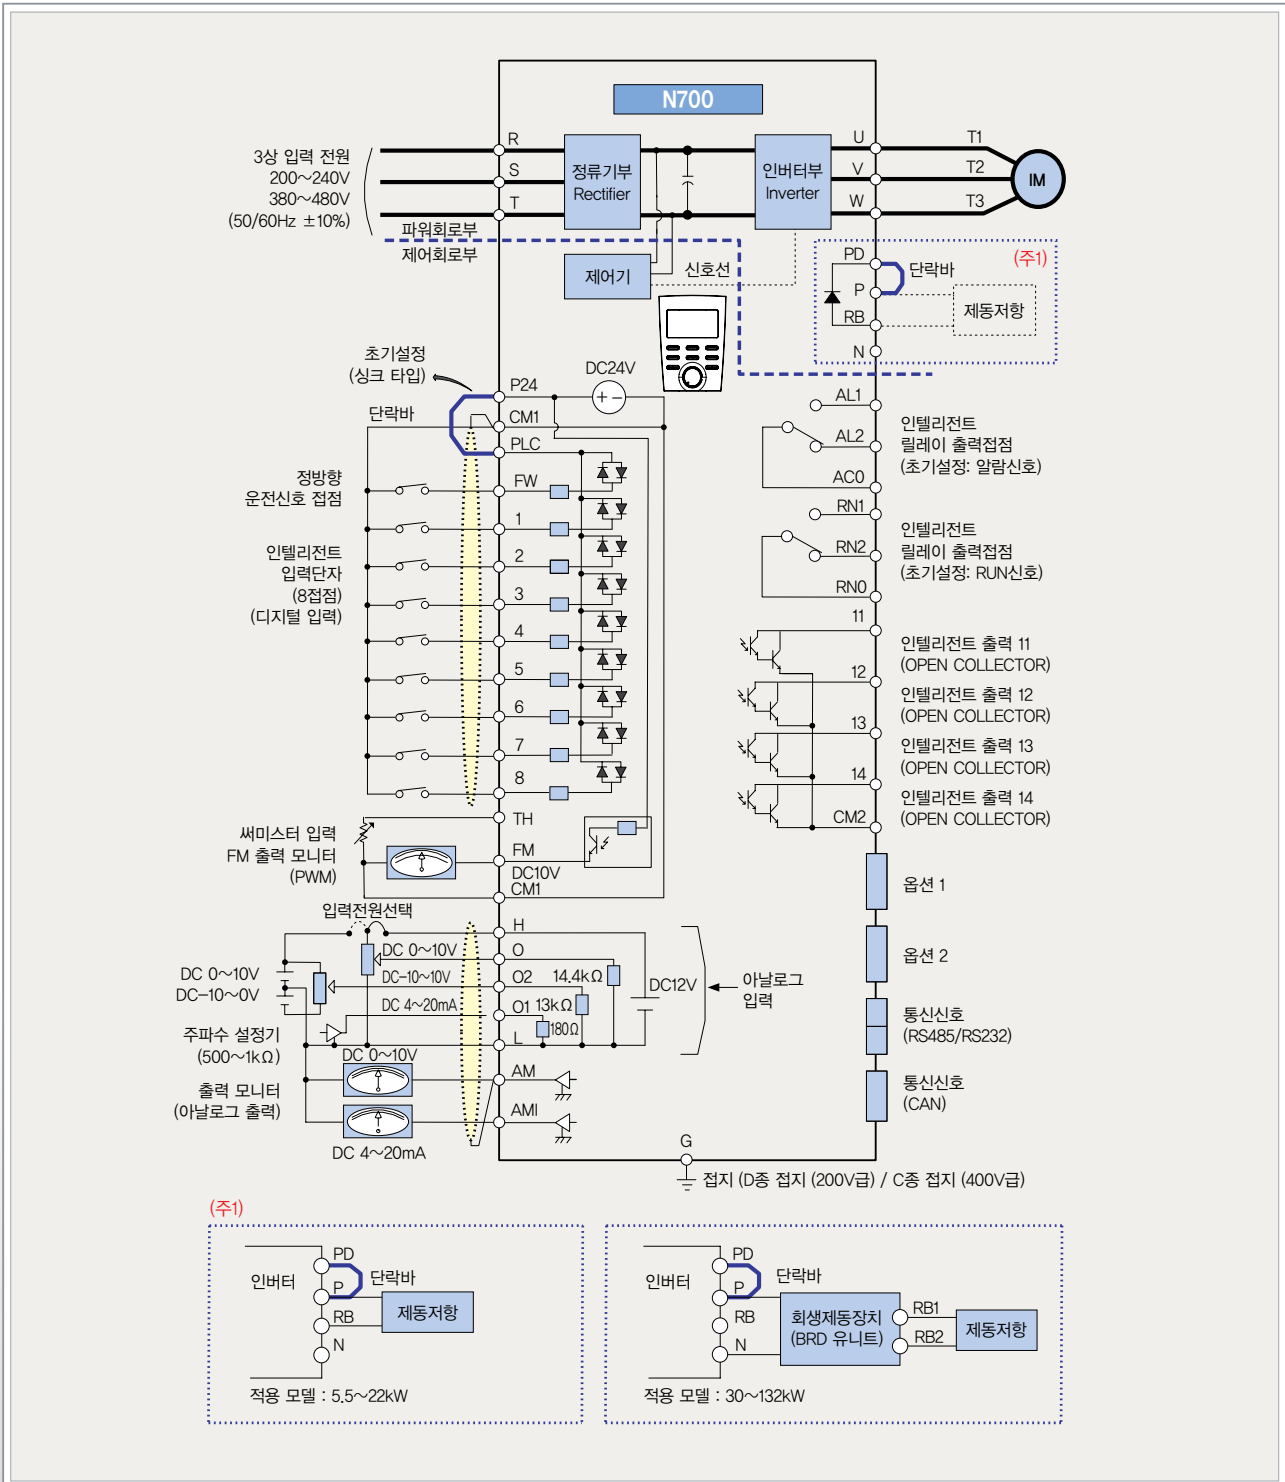 N700
3상 입력 전원
200~240V
380~480V
(50/60Hz ±10%)
R
S
T
정류기부
Rectifier
인버터부
Inverter
U
V
W
T1
T2
T3
IM
파워회로부
제어회로부
제어기
신호선
PD
P
RB
N
단락바
(주1)
제동저항
초기설정
(싱크 타입)
단락바
P24
DC24V
CM1
PLC
정방향
운전신호 접점
FW
인텔리전트
입력단자
(8접점)
(디지털 입력)
1
2
3
4
5
6
7
8
AL1
AL2
AC0
인텔리전트
릴레이 출력접점
(초기설정: 알람신호)
RN1
RN2
RN0
인텔리전트
릴레이 출력접점
(초기설정: RUN신호)
11
인텔리전트 출력 11
(OPEN COLLECTOR)
12
인텔리전트 출력 12
(OPEN COLLECTOR)
13
인텔리전트 출력 13
(OPEN COLLECTOR)
14
인텔리전트 출력 14
(OPEN COLLECTOR)
CM2
TH
써미스터 입력
FM 출력 모니터
(PWM)
FM
DC10V
CM1
옵션 1
옵션 2
통신신호
(RS485/RS232)
통신신호
(CAN)
입력전원선택
H
DC 0~10V
O
DC-10~10V
O2
14.4kΩ
DC 4~20mA
O1
13kΩ
180Ω
L
DC12V
아날로그
입력
DC 0~10V
DC-10~0V
주파수 설정기
(500~1kΩ)
DC 0~10V
AM
출력 모니터
(아날로그 출력)
AMI
DC 4~20mA
G
접지 (D종 접지 (200V급) / C종 접지 (400V급)
(주1)
인버터
PD
P
RB
N
단락바
제동저항
적용 모델 : 5.5~22kW
인버터
PD
P
RB
N
단락바
회생제동장치
(BRD 유니트)
RB1
RB2
제동저항
적용 모델 : 30~132kW